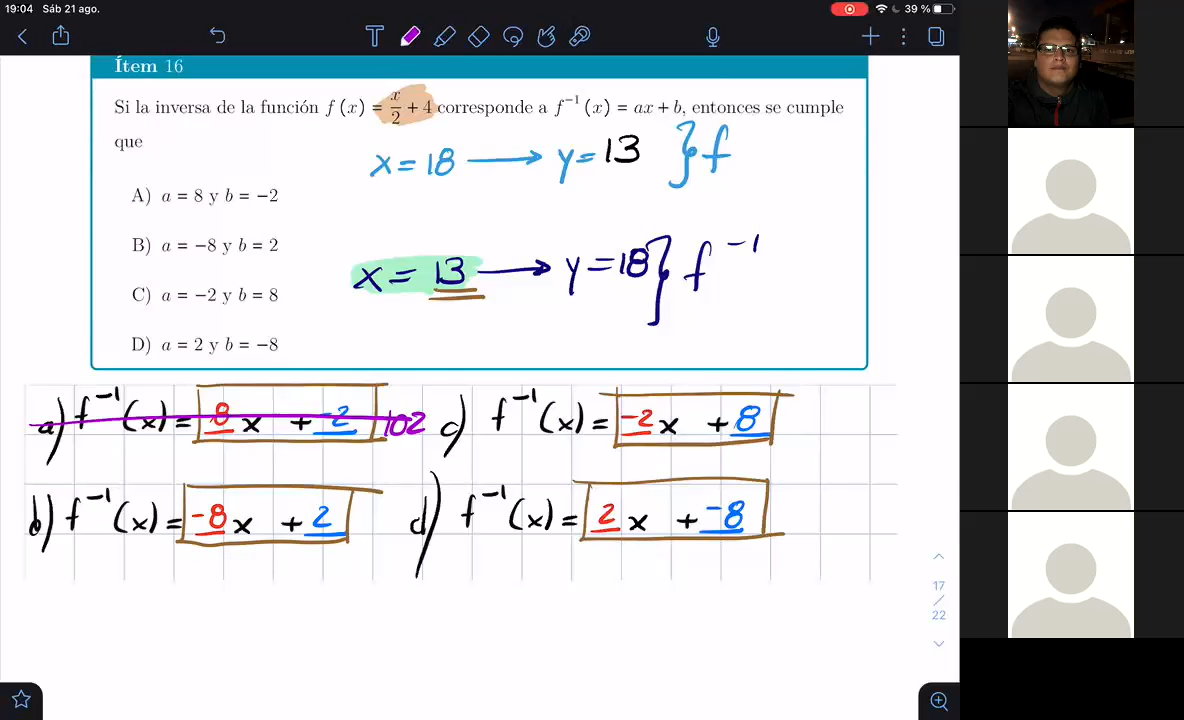 19:04 Sáb 21 ago.
39 %
Ítem 16
Si la inversa de la función f (x) = x/2 + 4 corresponde a f⁻¹ (x) = ax + b, entonces se cumple
que
x = 18 → y = 13 } f
A) a = 8 y b = −2
B) a = −8 y b = 2
x = 13 → y = 18 } f⁻¹
C) a = −2 y b = 8
D) a = 2 y b = −8
a) f⁻¹(x) = 8x + -2 102
c) f⁻¹(x) = -2x + 8
b) f⁻¹(x) = -8x + 2
d) f⁻¹(x) = 2x + -8
17
/
22